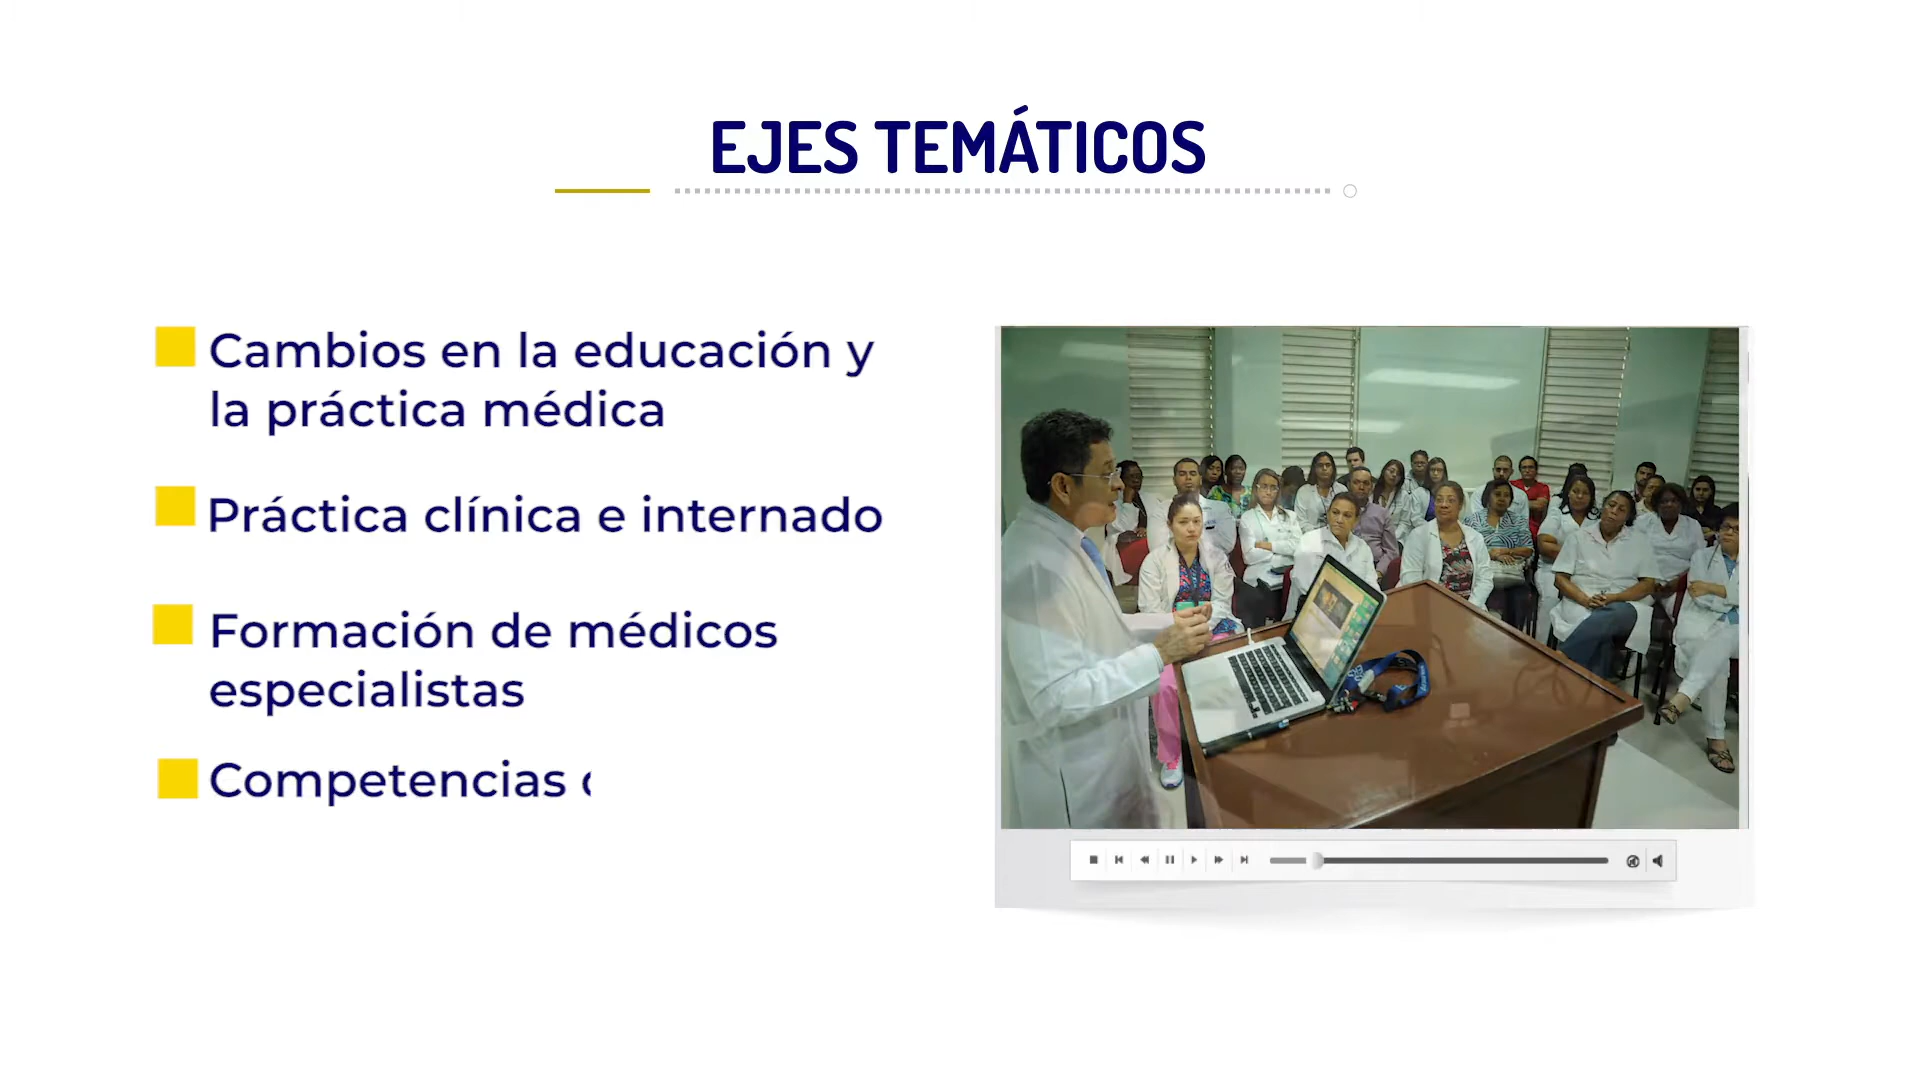 EJES TEMÁTICOS
Cambios en la educación y
la práctica médica
Práctica clínica e internado
Formación de médicos
especialistas
Competencias